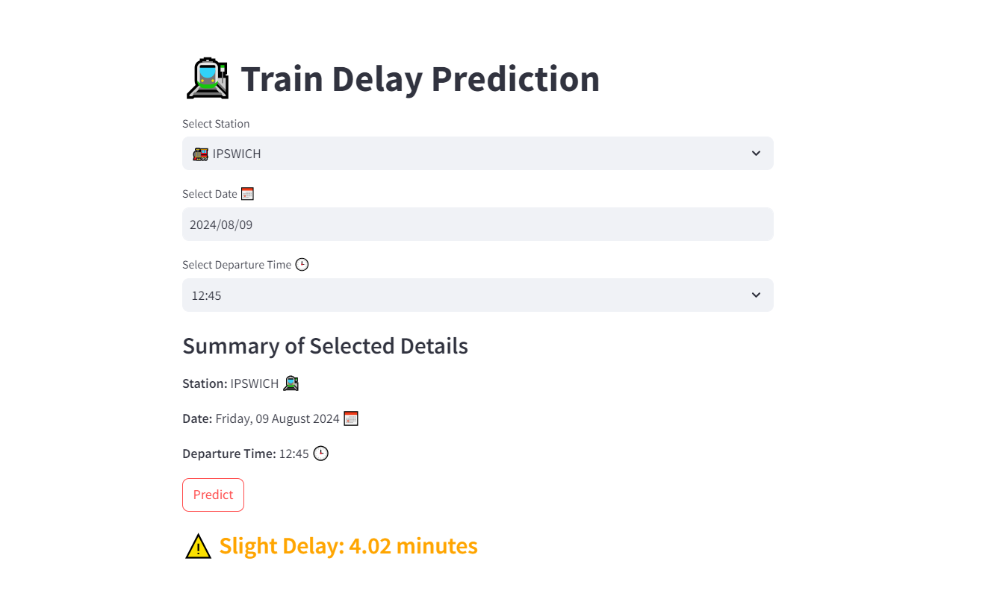 Train Delay Prediction
Select Station
IPSWICH
Select Date
2024/08/09
Select Departure Time
12:45
Summary of Selected Details
Station: IPSWICH
Date: Friday, 09 August 2024
Departure Time: 12:45
Predict
Slight Delay: 4.02 minutes